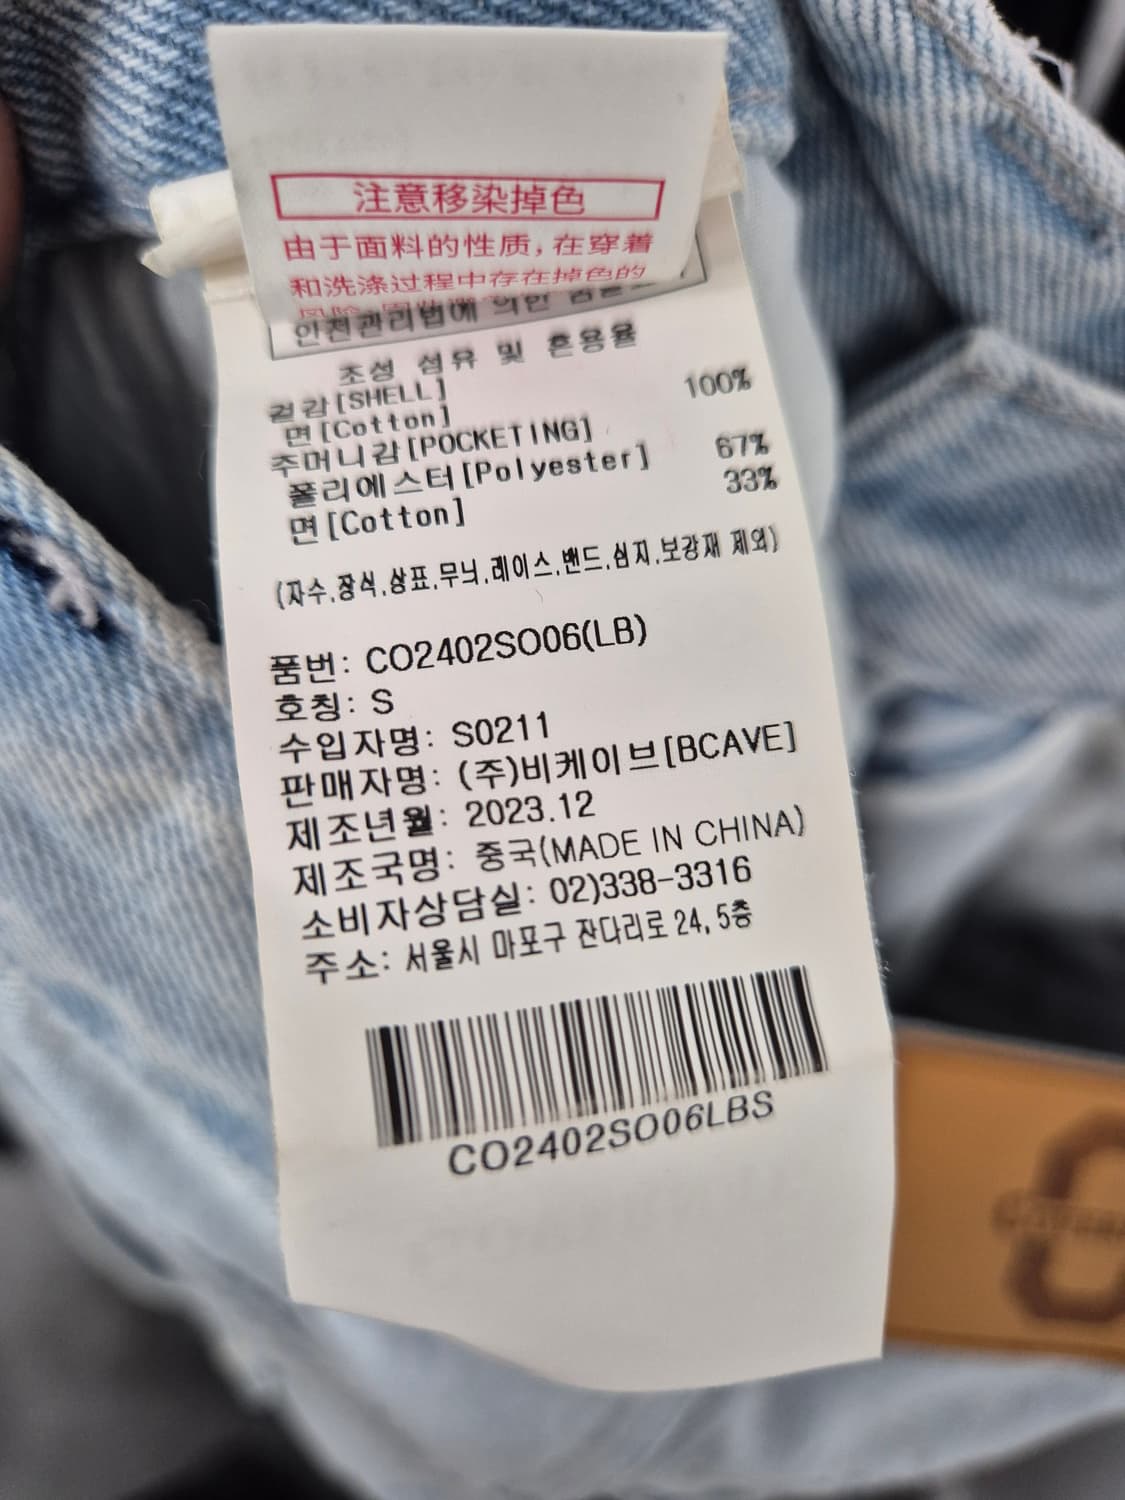 注意移染掉色
由于面料的性质,在穿着
和洗涤过程中存在掉色的
안전관리법에 의한
조성 섬유 및 혼용율
겉감[SHELL]
면[Cotton] 100%
주머니감[POCKETING]
폴리에스터[Polyester] 67%
면[Cotton] 33%
(자수.장식.상표.무늬.레이스.밴드.심지.보강재 제외)
품번: CO2402SO06(LB)
호칭: S
수입자명: S0211
판매자명: (주)비케이브[BCAVE]
제조년월: 2023.12
제조국명: 중국(MADE IN CHINA)
소비자상담실: 02)338-3316
주소: 서울시 마포구 잔다리로 24, 5층
CO2402SO06LBS